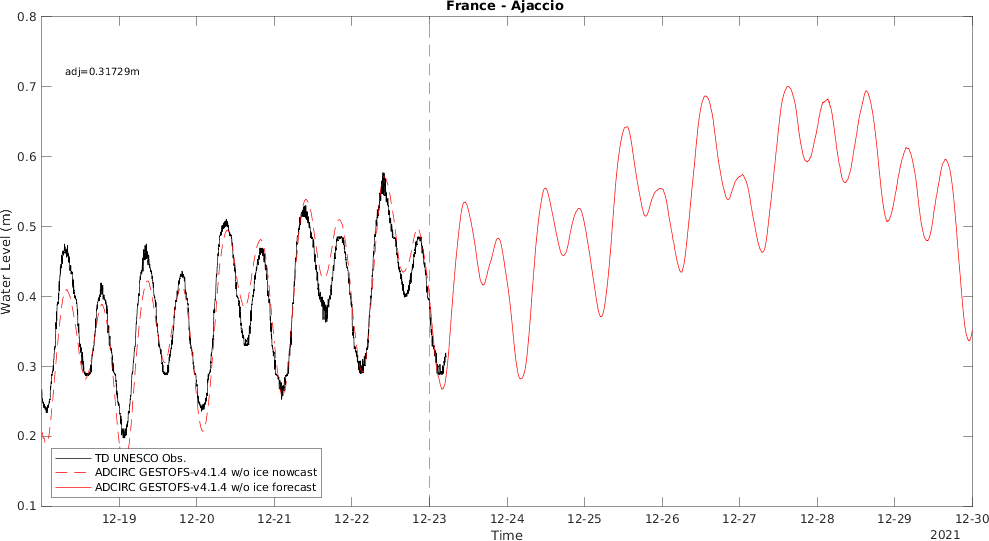 France - Ajaccio
adj=0.31729m
Water Level (m)
0.8
0.7
0.6
0.5
0.4
0.3
0.2
0.1
TD UNESCO Obs.
ADCIRC GESTOFS-v4.1.4 w/o ice nowcast
ADCIRC GESTOFS-v4.1.4 w/o ice forecast
12-19 12-20 12-21 12-22 12-23 12-24 12-25 12-26 12-27 12-28 12-29 12-30
Time
2021